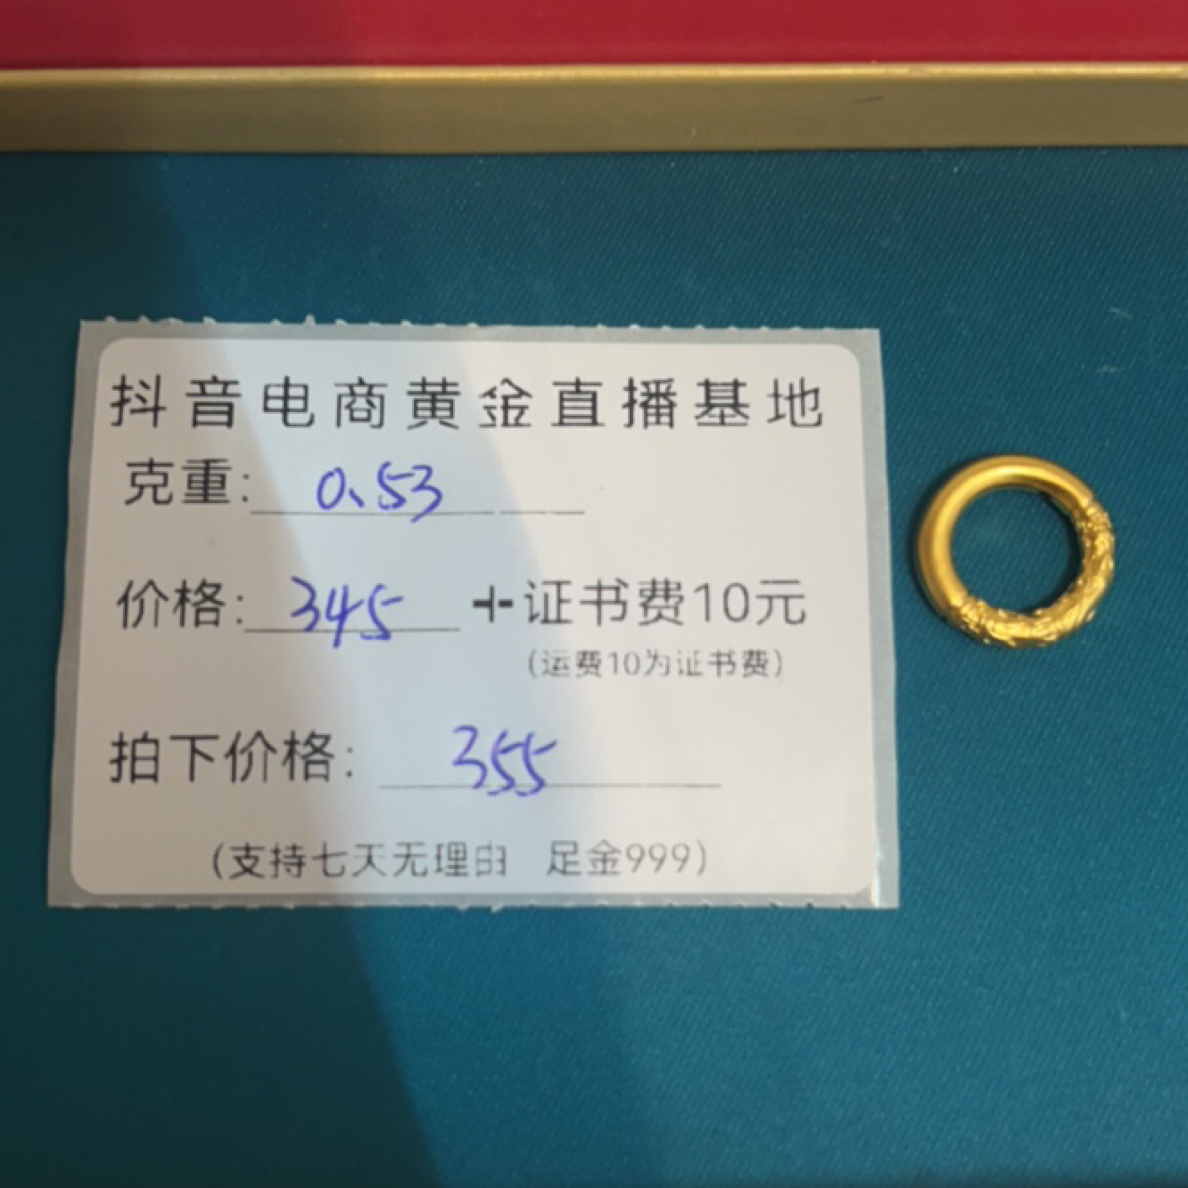 抖音电商黄金直播基地
克重: 0.53
价格: 345 +证书费10元
(运费10为证书费)
拍下价格: 355
(支持七天无理由 足金999)